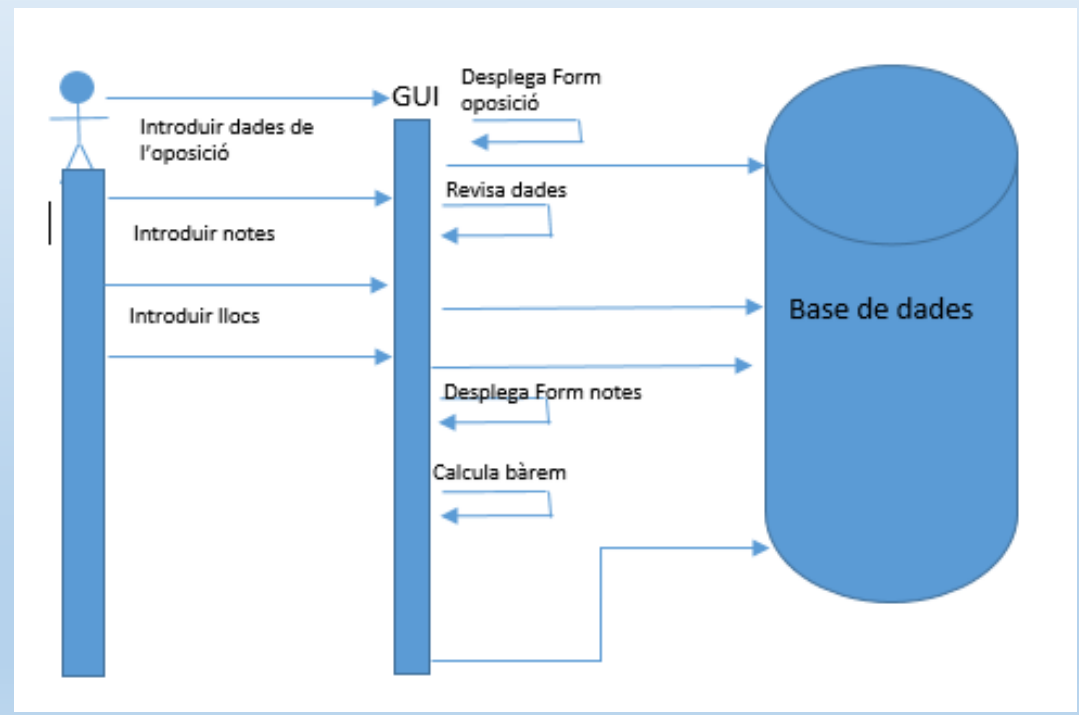 GUI
Desplega Form
oposició
Introduir dades de
l'oposició
Revisa dades
Introduir notes
Introduir llocs
Base de dades
Desplega Form notes
Calcula bàrem